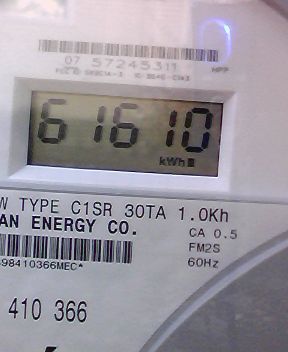 07 57245311
61610
kWh
TYPE C1SR 30TA 1.0Kh
AN ENERGY CO.
CA 0.5
FM2S
98410366MEC*
60Hz
410 366